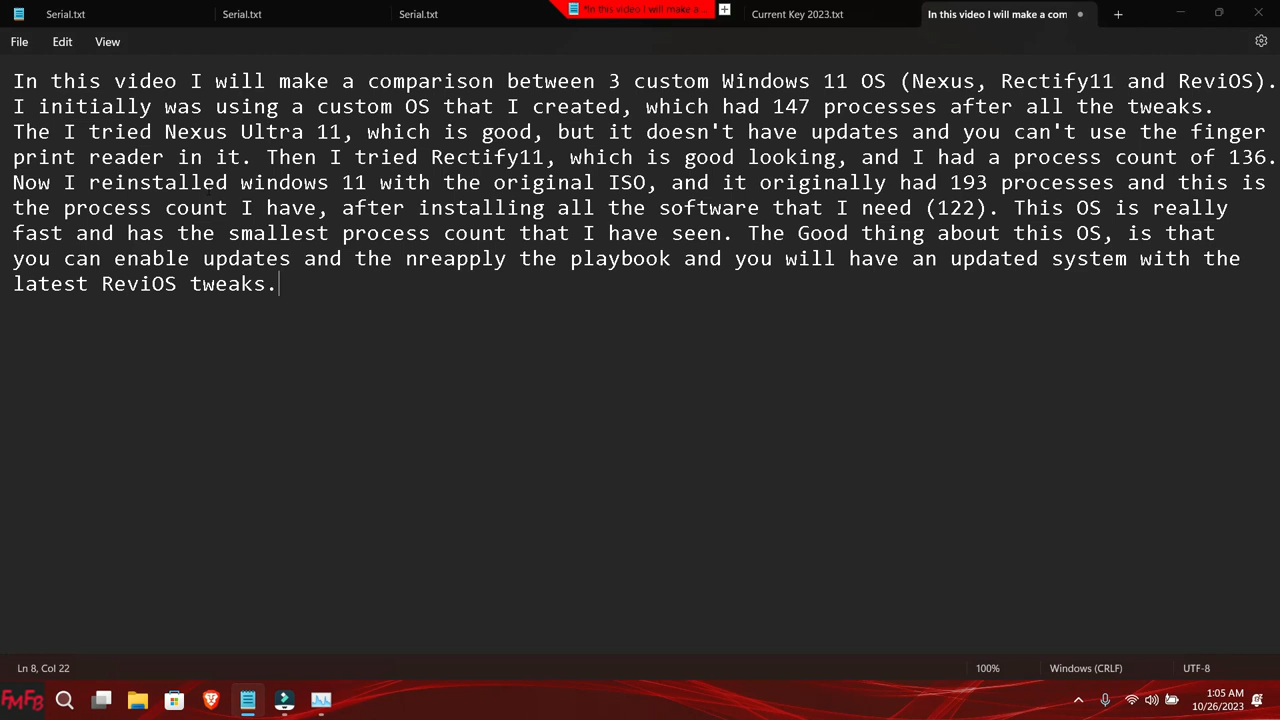 Serial.txt
Serial.txt
Serial.txt
*In this video I will make a ...
Current Key 2023.txt
In this video I will make a com
File
Edit
View
In this video I will make a comparison between 3 custom Windows 11 OS (Nexus, Rectify11 and ReviOS).
I initially was using a custom OS that I created, which had 147 processes after all the tweaks.
The I tried Nexus Ultra 11, which is good, but it doesn't have updates and you can't use the finger
print reader in it. Then I tried Rectify11, which is good looking, and I had a process count of 136.
Now I reinstalled windows 11 with the original ISO, and it originally had 193 processes and this is
the process count I have, after installing all the software that I need (122). This OS is really
fast and has the smallest process count that I have seen. The Good thing about this OS, is that
you can enable updates and the nreapply the playbook and you will have an updated system with the
latest ReviOS tweaks.
Ln 8, Col 22
100%
Windows (CRLF)
UTF-8
FMFB
1:05 AM
10/26/2023